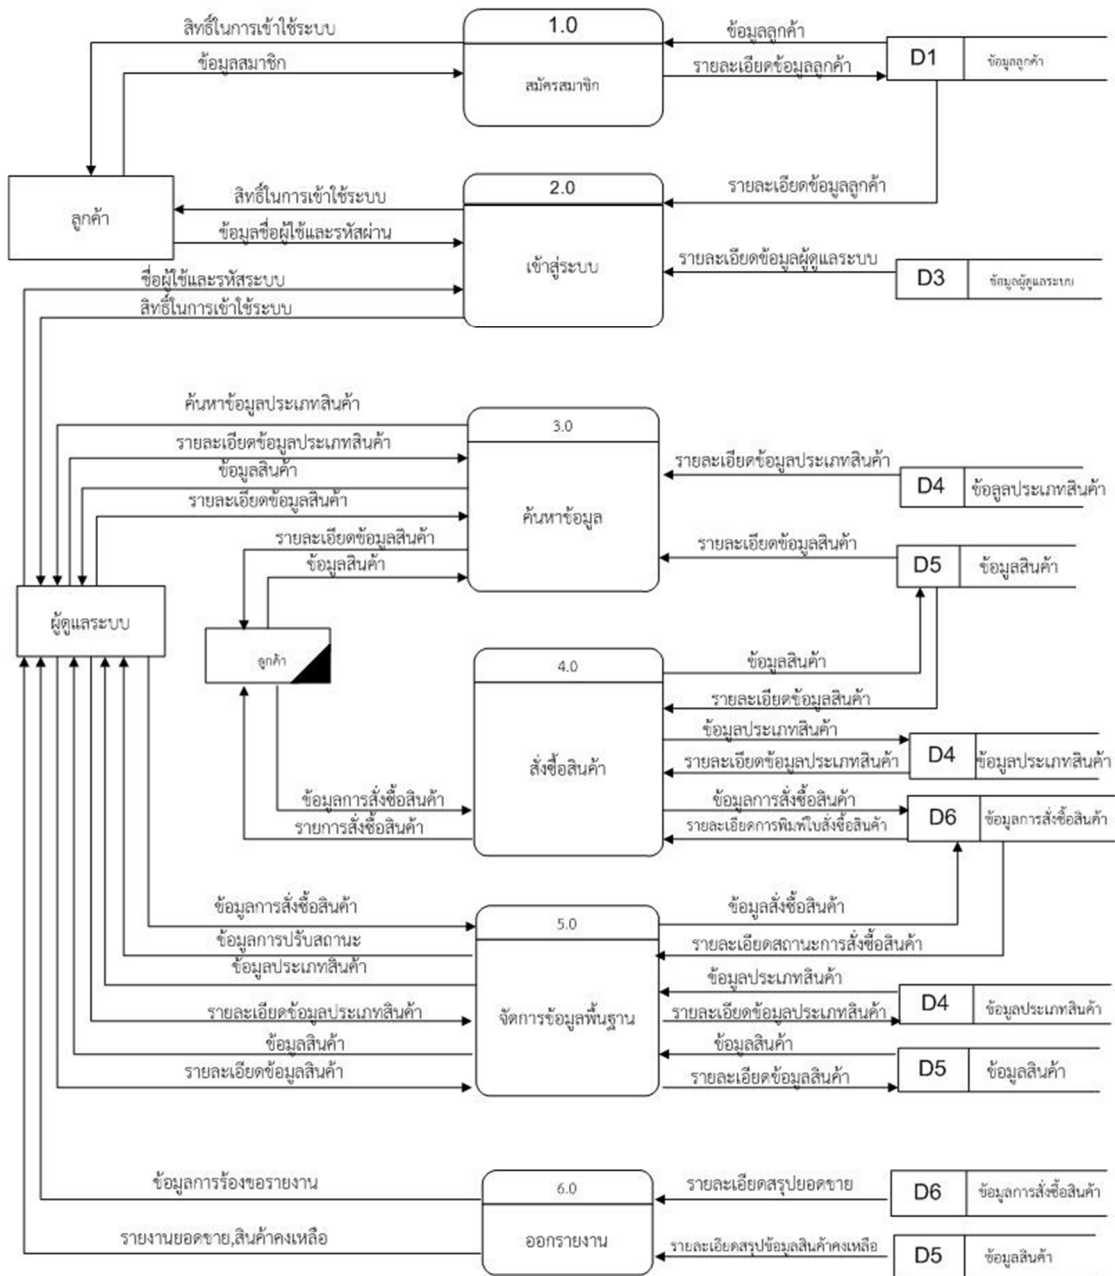 สิทธิ์ในการเข้าใช้ระบบ
1.0
ข้อมูลลูกค้า
ข้อมูลสมาชิก
สมัครสมาชิก
รายละเอียดข้อมูลลูกค้า
D1
ข้อมูลลูกค้า
ลูกค้า
สิทธิ์ในการเข้าใช้ระบบ
2.0
รายละเอียดข้อมูลลูกค้า
ข้อมูลชื่อผู้ใช้และรหัสผ่าน
เข้าสู่ระบบ
รายละเอียดข้อมูลผู้ดูแลระบบ
D3
ข้อมูลผู้ดูแลระบบ
ชื่อผู้ใช้และรหัสระบบ
สิทธิ์ในการเข้าใช้ระบบ
ค้นหาข้อมูลประเภทสินค้า
3.0
รายละเอียดข้อมูลประเภทสินค้า
ข้อมูลสินค้า
รายละเอียดข้อมูลสินค้า
ค้นหาข้อมูล
รายละเอียดข้อมูลประเภทสินค้า
D4
ข้อลูลประเภทสินค้า
รายละเอียดข้อมูลสินค้า
ข้อมูลสินค้า
รายละเอียดข้อมูลสินค้า
D5
ข้อมูลสินค้า
ผู้ดูแลระบบ
ลูกค้า
4.0
ข้อมูลสินค้า
รายละเอียดข้อมูลสินค้า
ข้อมูลประเภทสินค้า
สั่งซื้อสินค้า
รายละเอียดข้อมูลประเภทสินค้า
D4
ข้อมูลประเภทสินค้า
ข้อมูลการสั่งซื้อสินค้า
รายการสั่งซื้อสินค้า
ข้อมูลการสั่งซื้อสินค้า
รายละเอียดการพิมพ์ใบสั่งซื้อสินค้า
D6
ข้อมูลการสั่งซื้อสินค้า
ข้อมูลการสั่งซื้อสินค้า
5.0
ข้อมูลสั่งซื้อสินค้า
ข้อมูลการปรับสถานะ
รายละเอียดสถานะการสั่งซื้อสินค้า
ข้อมูลประเภทสินค้า
ข้อมูลประเภทสินค้า
รายละเอียดข้อมูลประเภทสินค้า
จัดการข้อมูลพื้นฐาน
รายละเอียดข้อมูลประเภทสินค้า
D4
ข้อมูลประเภทสินค้า
ข้อมูลสินค้า
ข้อมูลสินค้า
รายละเอียดข้อมูลสินค้า
รายละเอียดข้อมูลสินค้า
D5
ข้อมูลสินค้า
ข้อมูลการร้องขอรายงาน
6.0
รายละเอียดสรุปยอดขาย
D6
ข้อมูลการสั่งซื้อสินค้า
รายงานยอดขาย,สินค้าคงเหลือ
ออกรายงาน
รายละเอียดสรุปข้อมูลสินค้าคงเหลือ
D5
ข้อมูลสินค้า